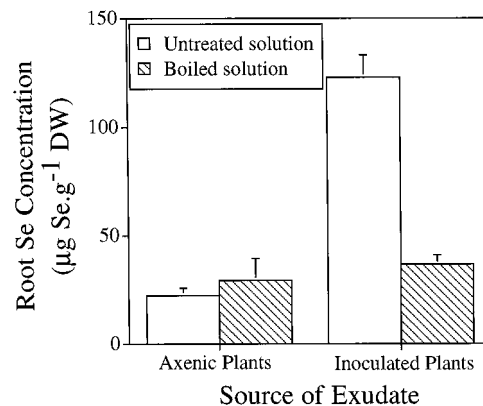 150
100
50
0
Root Se Concentration
(µg Se.g⁻¹ DW)
Untreated solution
Boiled solution
Axenic Plants
Inoculated Plants
Source of Exudate